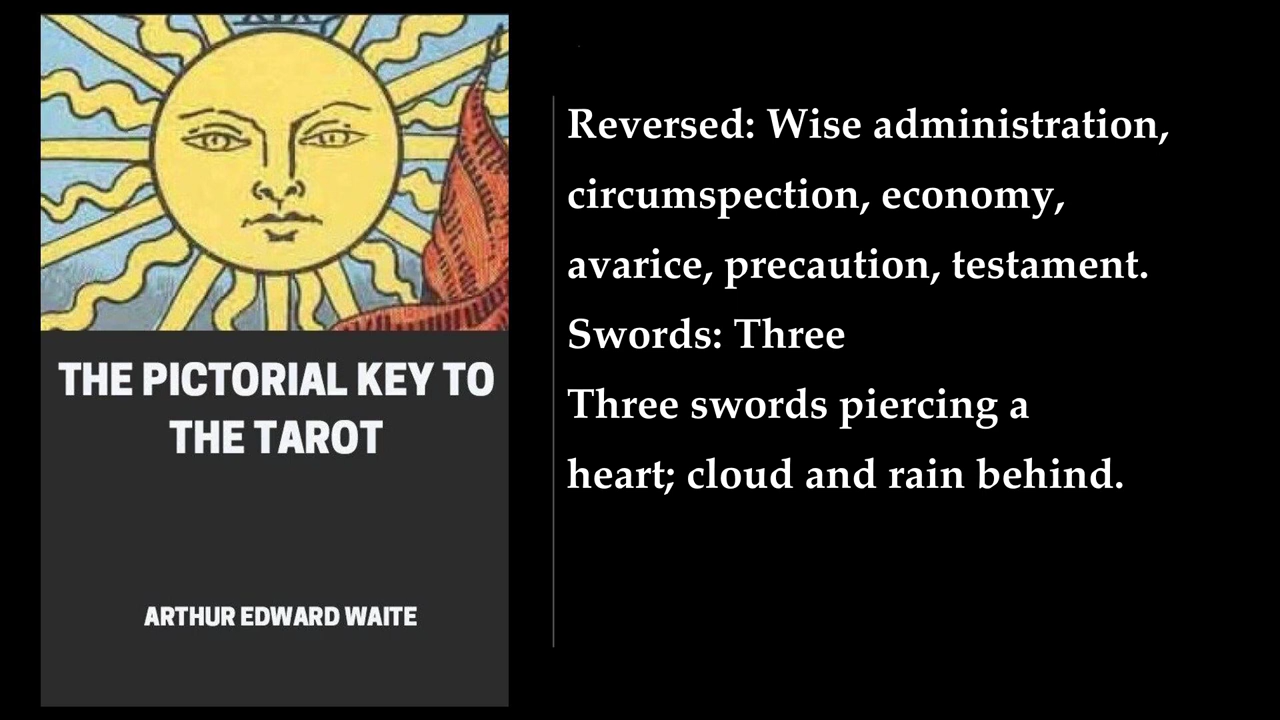 XIX
THE PICTORIAL KEY TO
THE TAROT
ARTHUR EDWARD WAITE
Reversed: Wise administration,
circumspection, economy,
avarice, precaution, testament.
Swords: Three
Three swords piercing a
heart; cloud and rain behind.